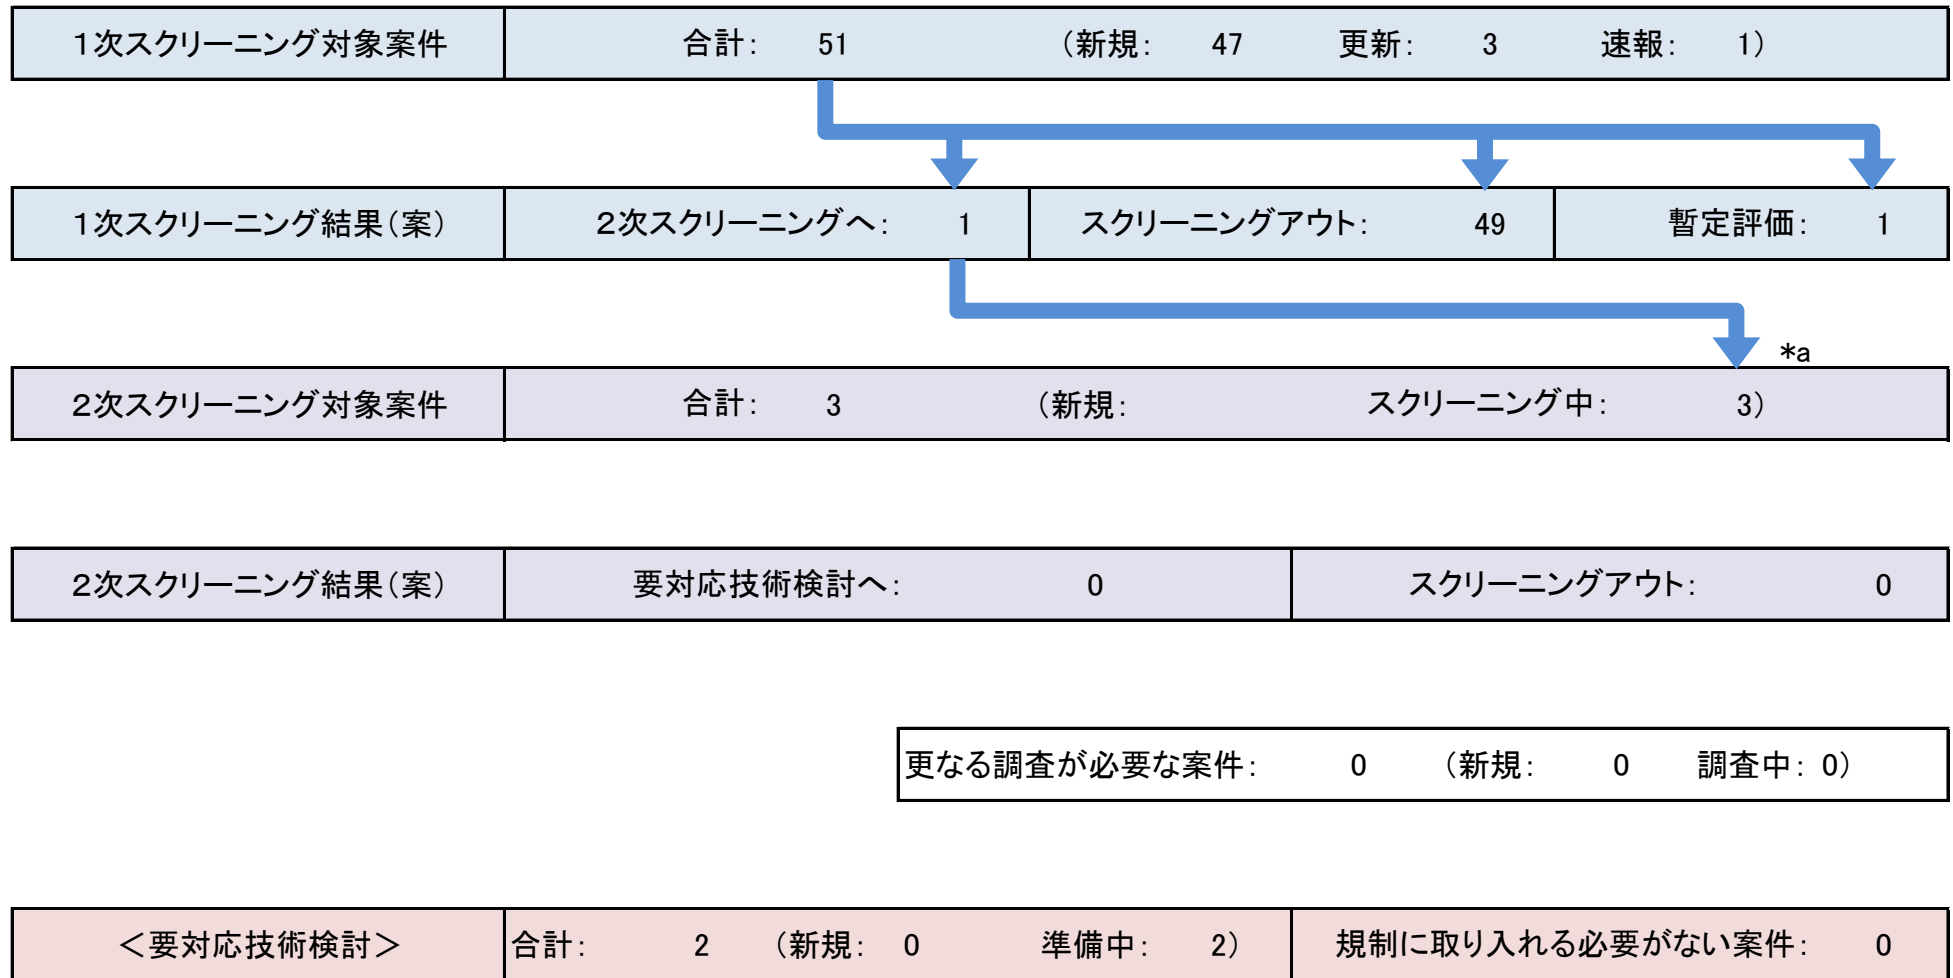 １次スクリーニング対象案件 合計： 51 （新規： 47 更新： 3 速報： 1）
１次スクリーニング結果（案） ２次スクリーニングへ： 1 スクリーニングアウト： 49 暫定評価： 1
*a
２次スクリーニング対象案件 合計： 3 （新規： スクリーニング中： 3）
２次スクリーニング結果（案） 要対応技術検討へ： 0 スクリーニングアウト： 0
更なる調査が必要な案件： 0 （新規： 0 調査中： 0）
＜要対応技術検討＞ 合計： 2 （新規： 0 準備中： 2） 規制に取り入れる必要がない案件： 0